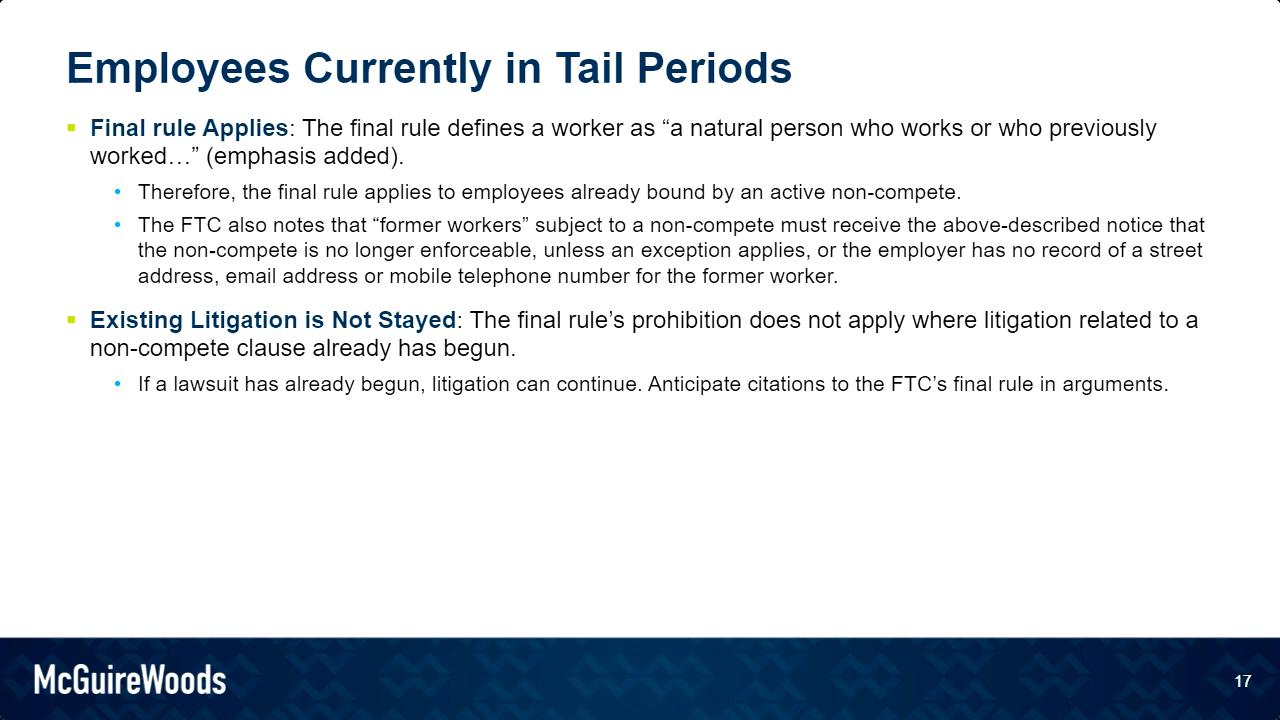 Employees Currently in Tail Periods
▪ Final rule Applies: The final rule defines a worker as “a natural person who works or who previously
worked…” (emphasis added).
• Therefore, the final rule applies to employees already bound by an active non-compete.
• The FTC also notes that “former workers” subject to a non-compete must receive the above-described notice that
the non-compete is no longer enforceable, unless an exception applies, or the employer has no record of a street
address, email address or mobile telephone number for the former worker.
▪ Existing Litigation is Not Stayed: The final rule’s prohibition does not apply where litigation related to a
non-compete clause already has begun.
• If a lawsuit has already begun, litigation can continue. Anticipate citations to the FTC’s final rule in arguments.
McGuireWoods
17